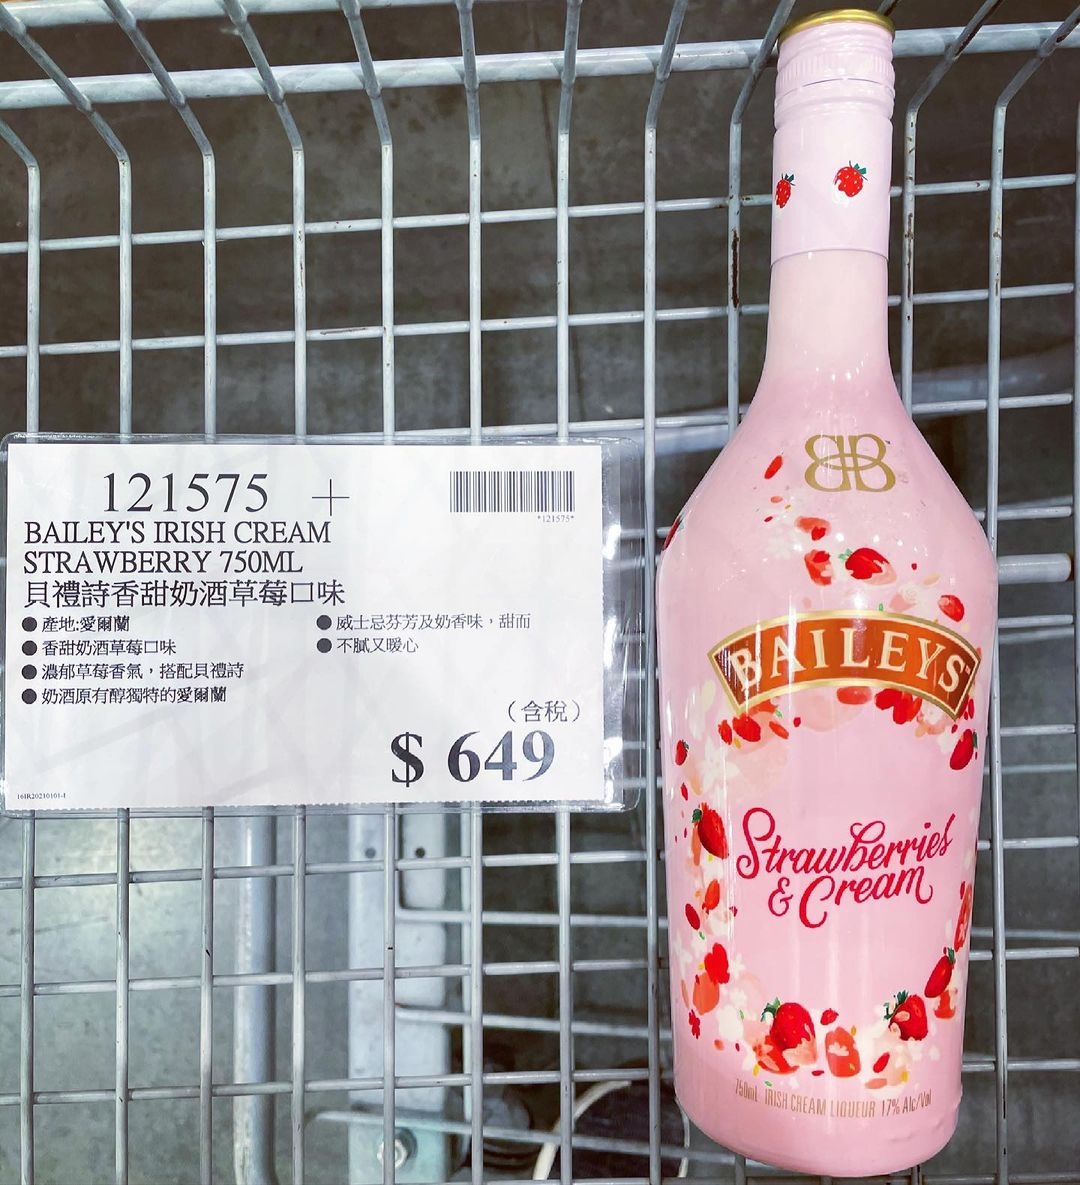 121575 +
*121575*
BAILEY'S IRISH CREAM
STRAWBERRY 750ML
貝禮詩香甜奶酒草莓口味
●產地:愛爾蘭
●香甜奶酒草莓口味
●濃郁草莓香氣，搭配貝禮詩
●奶酒原有醇獨特的愛爾蘭
●威士忌芬芳及奶香味，甜而
●不膩又暖心
（含稅）
$ 649
16IR20210101-1
BAILEYS™
Strawberries
& Cream
750mL IRISH CREAM LIQUEUR 17% Alc/Vol